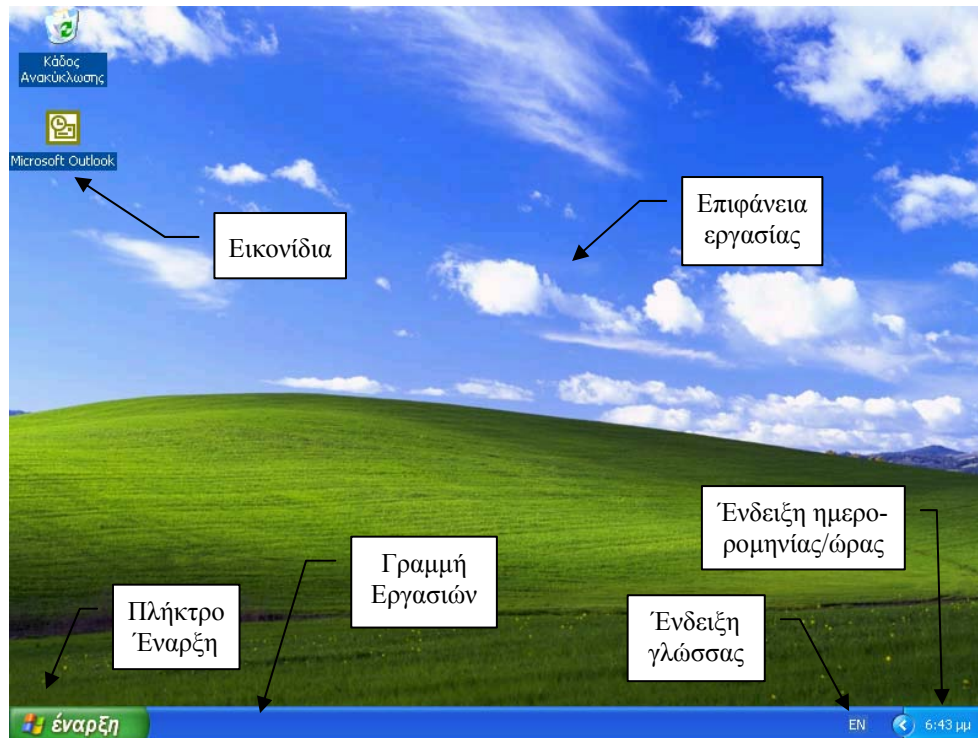 Κάδος
Ανακύκλωσης
Microsoft Outlook
Εικονίδια
Επιφάνεια
εργασίας
Ένδειξη ημερο-
ρομηνίας/ώρας
Γραμμή
Εργασιών
Πλήκτρο
Έναρξη
Ένδειξη
γλώσσας
έναρξη
EN
6:43 μμ